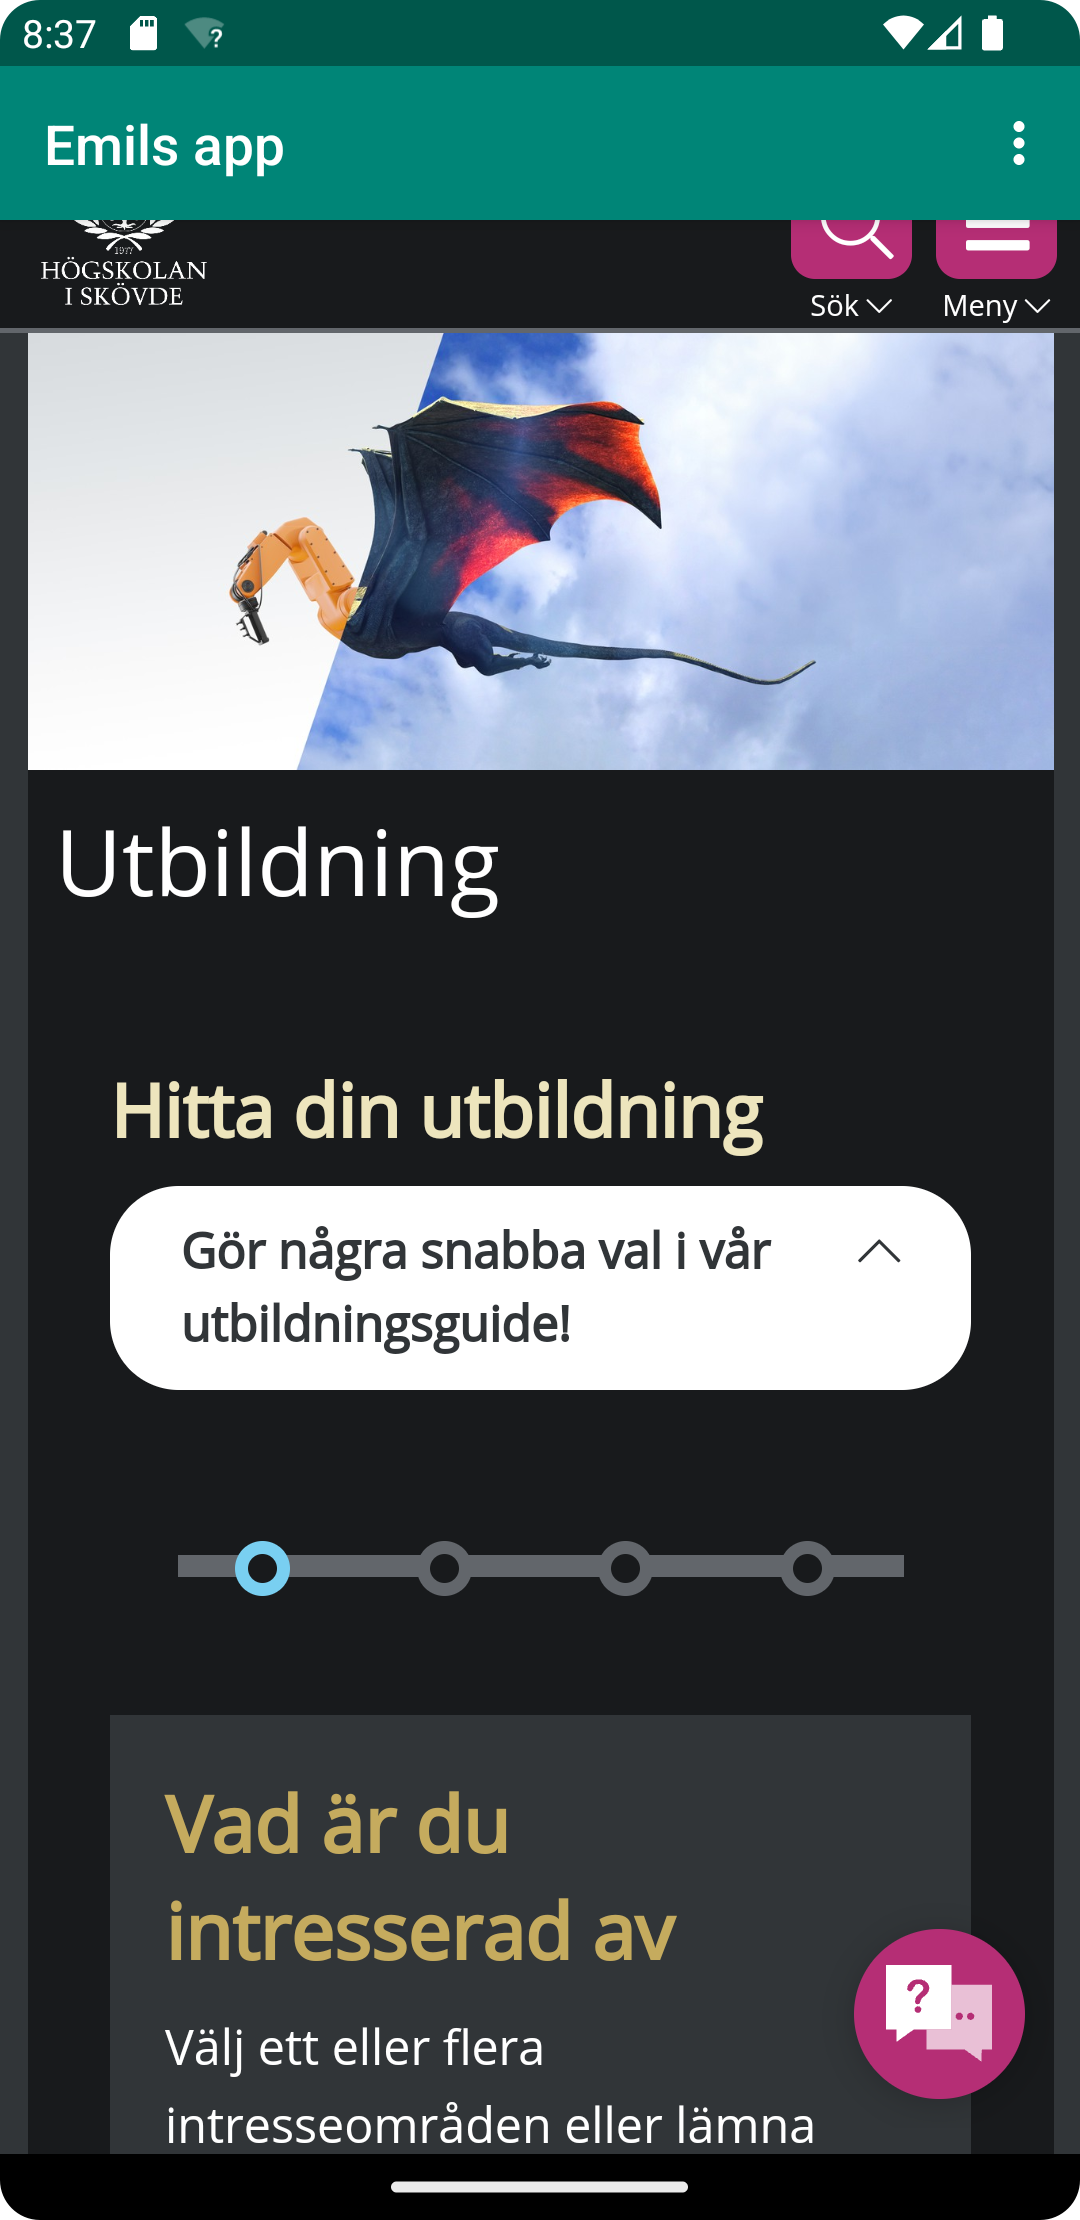 8:37
Emils app
1977
HÖGSKOLAN
I SKÖVDE
Sök
Meny
Utbildning
Hitta din utbildning
Gör några snabba val i vår
utbildningsguide!
Vad är du
intresserad av
?
Välj ett eller flera
intresseområden eller lämna